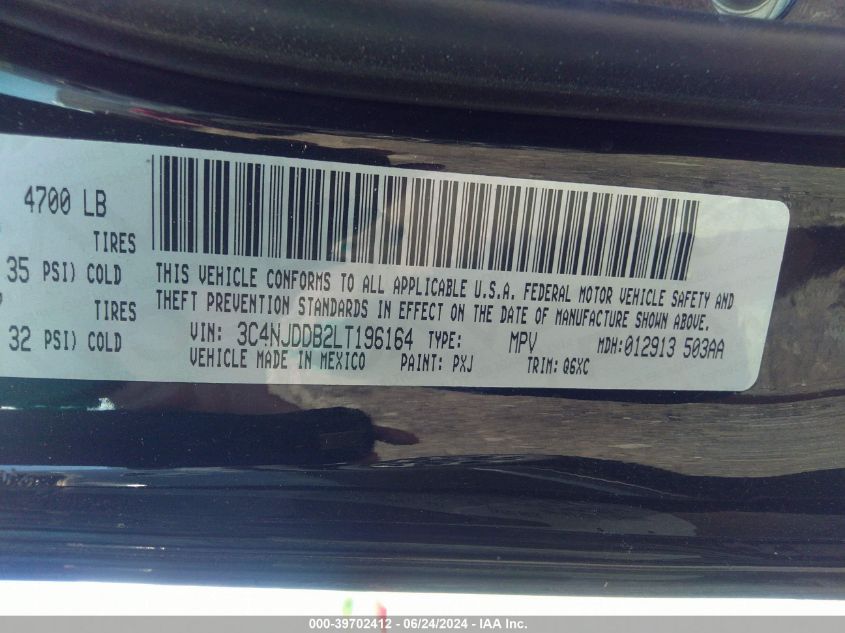 4700 LB
TIRES
35 PSI) COLD
TIRES
32 PSI) COLD
THIS VEHICLE CONFORMS TO ALL APPLICABLE U.S.A. FEDERAL MOTOR VEHICLE SAFETY AND
THEFT PREVENTION STANDARDS IN EFFECT ON THE DATE OF MANUFACTURE SHOWN ABOVE.
VIN: 3C4NJDDB2LT196164 TYPE: MPV MDH:012913 503AA
VEHICLE MADE IN MEXICO PAINT: PXJ TRIM: Q6XC
000-39702412 - 06/24/2024 - IAA Inc.